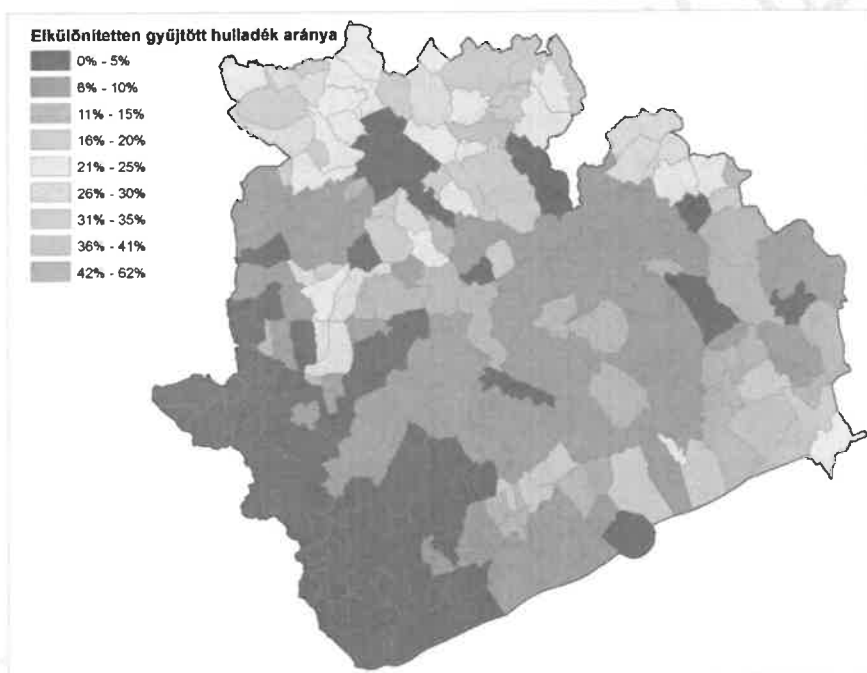 Elkülönítetten gyűjtött hulladék aránya
0% - 5%
6% - 10%
11% - 15%
16% - 20%
21% - 25%
26% - 30%
31% - 35%
36% - 41%
42% - 62%